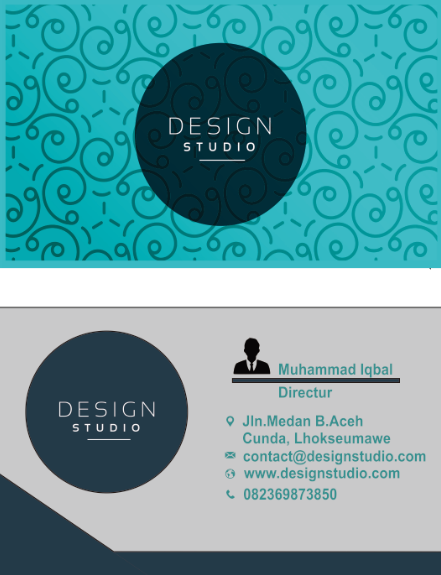 DESIGN
STUDIO
DESIGN
STUDIO
Muhammad Iqbal
Directur
Jln.Medan B.Aceh
Cunda, Lhokseumawe
contact@designstudio.com
www.designstudio.com
082369873850